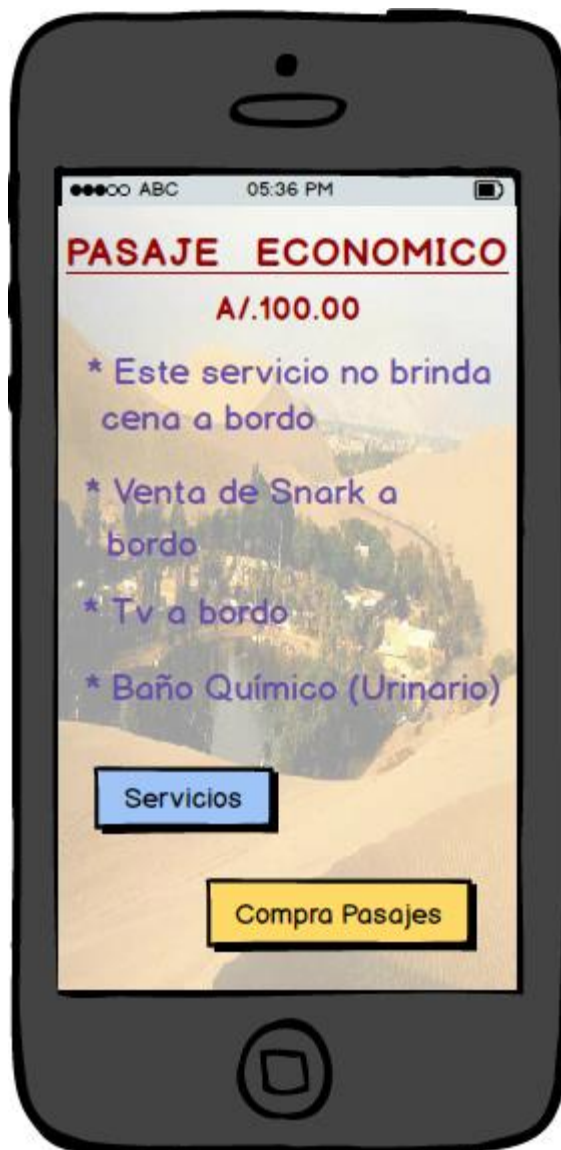 ABC 05:36 PM
PASAJE ECONOMICO
A/.100.00
* Este servicio no brinda
cena a bordo
* Venta de Snark a
bordo
* Tv a bordo
* Baño Químico (Urinario)
Servicios
Compra Pasajes